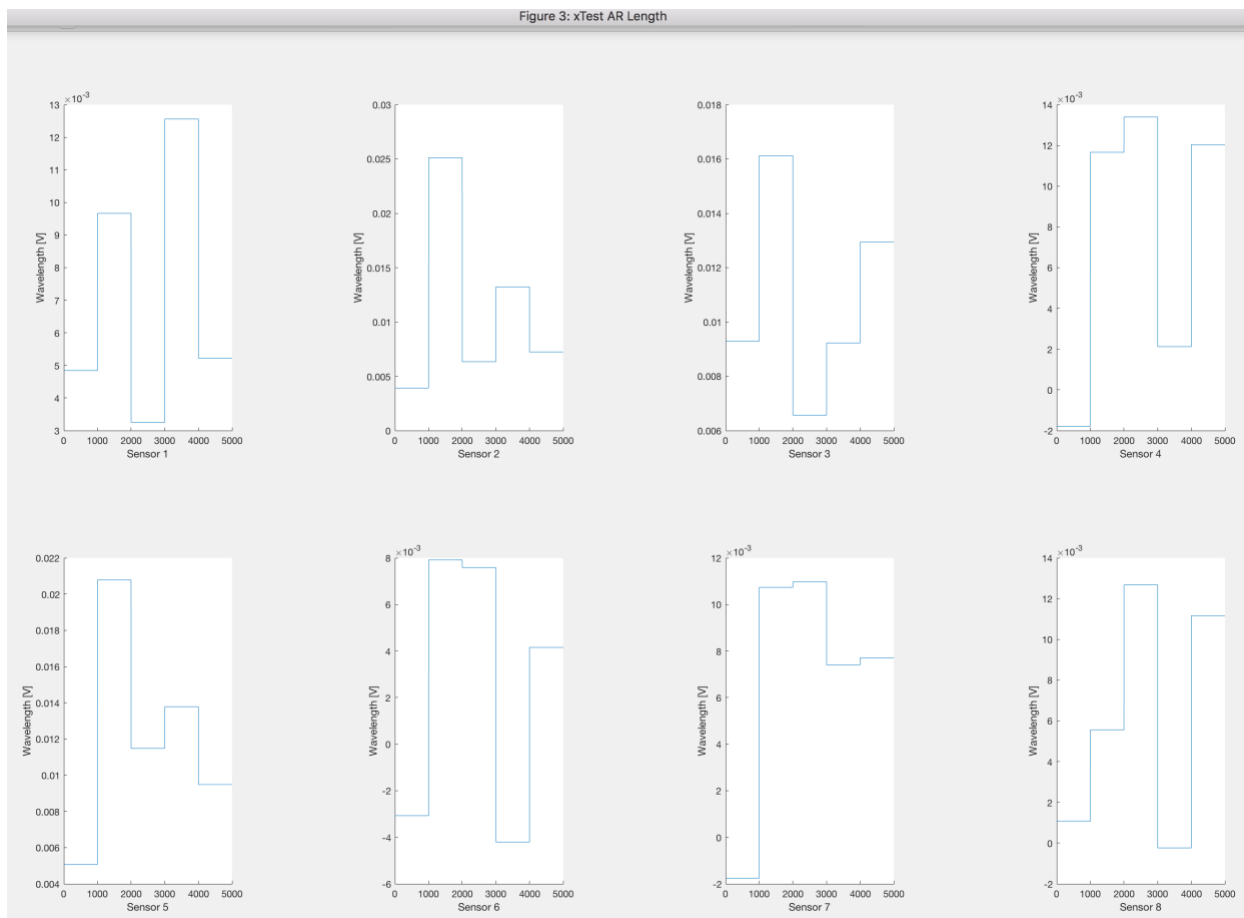 Figure 3: xTest AR Length
×10-3
13
12
11
10
9
8
7
6
5
4
3
Wavelength [V]
0 1000 2000 3000 4000 5000
Sensor 1
0.03
0.025
0.02
0.015
0.01
0.005
0
Wavelength [V]
0 1000 2000 3000 4000 5000
Sensor 2
0.018
0.016
0.014
0.012
0.01
0.008
0.006
Wavelength [V]
0 1000 2000 3000 4000 5000
Sensor 3
×10-3
14
12
10
8
6
4
2
0
-2
Wavelength [V]
0 1000 2000 3000 4000 5000
Sensor 4
0.022
0.02
0.018
0.016
0.014
0.012
0.01
0.008
0.006
0.004
Wavelength [V]
0 1000 2000 3000 4000 5000
Sensor 5
×10-3
8
6
4
2
0
-2
-4
-6
Wavelength [V]
0 1000 2000 3000 4000 5000
Sensor 6
×10-3
12
10
8
6
4
2
0
-2
Wavelength [V]
0 1000 2000 3000 4000 5000
Sensor 7
×10-3
14
12
10
8
6
4
2
0
-2
Wavelength [V]
0 1000 2000 3000 4000 5000
Sensor 8